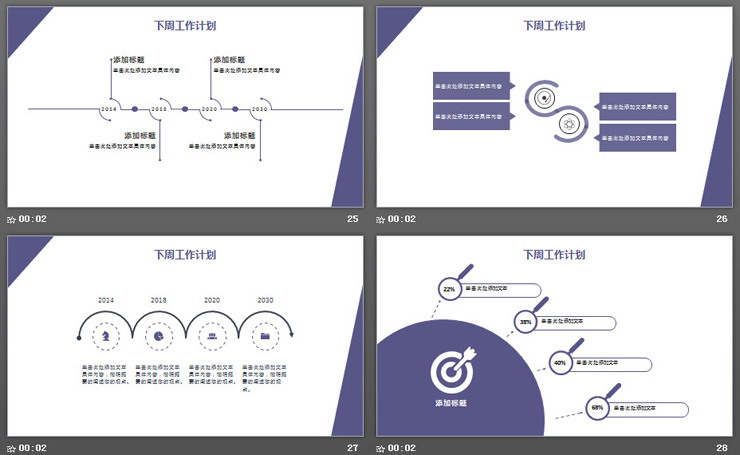 下周工作计划
添加标题
单击此处添加文本具体内容
添加标题
单击此处添加文本具体内容
2014
2018
2020
2030
添加标题
单击此处添加文本具体内容
添加标题
单击此处添加文本具体内容
00:02
25
下周工作计划
单击此处添加文本具体内容
单击此处添加文本具体内容
单击此处添加文本具体内容
单击此处添加文本具体内容
00:02
26
下周工作计划
2014
2018
2020
2030
单击此处添加文本
具体内容，简明扼
要的阐述你的观点。
单击此处添加文本
具体内容，简明扼
要的阐述你的观点。
单击此处添加文本
具体内容，简明扼
要的阐述你的观点。
单击此处添加文本
具体内容，简明扼
要的阐述你的观
点。
00:02
27
下周工作计划
22%
单击此处添加文本
38%
单击此处添加文本
40%
单击此处添加文本
68%
单击此处添加文本
添加标题
00:02
28